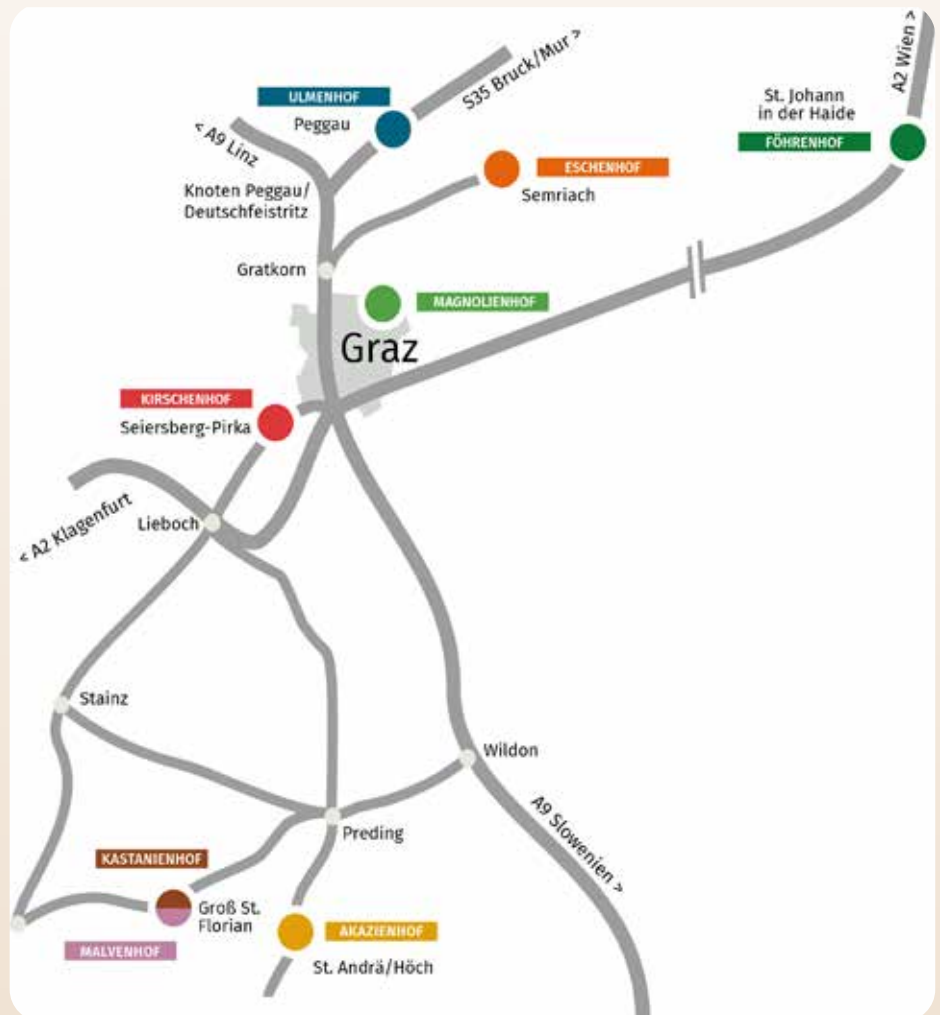 A2 Wien >
S35 Bruck/Mur >
ULMENHOF
Peggau
< A9 Linz
St. Johann
in der Haide
FÖHRENHOF
ESCHENHOF
Semriach
Knoten Peggau/
Deutschfeistritz
Gratkorn
MAGNOLIENHOF
Graz
KIRSCHENHOF
Seiersberg-Pirka
< A2 Klagenfurt
Lieboch
Stainz
Wildon
A9 Slowenien >
Preding
KASTANIENHOF
Groß St.
Florian
MALVENHOF
AKAZIENHOF
St. Andrä/Höch